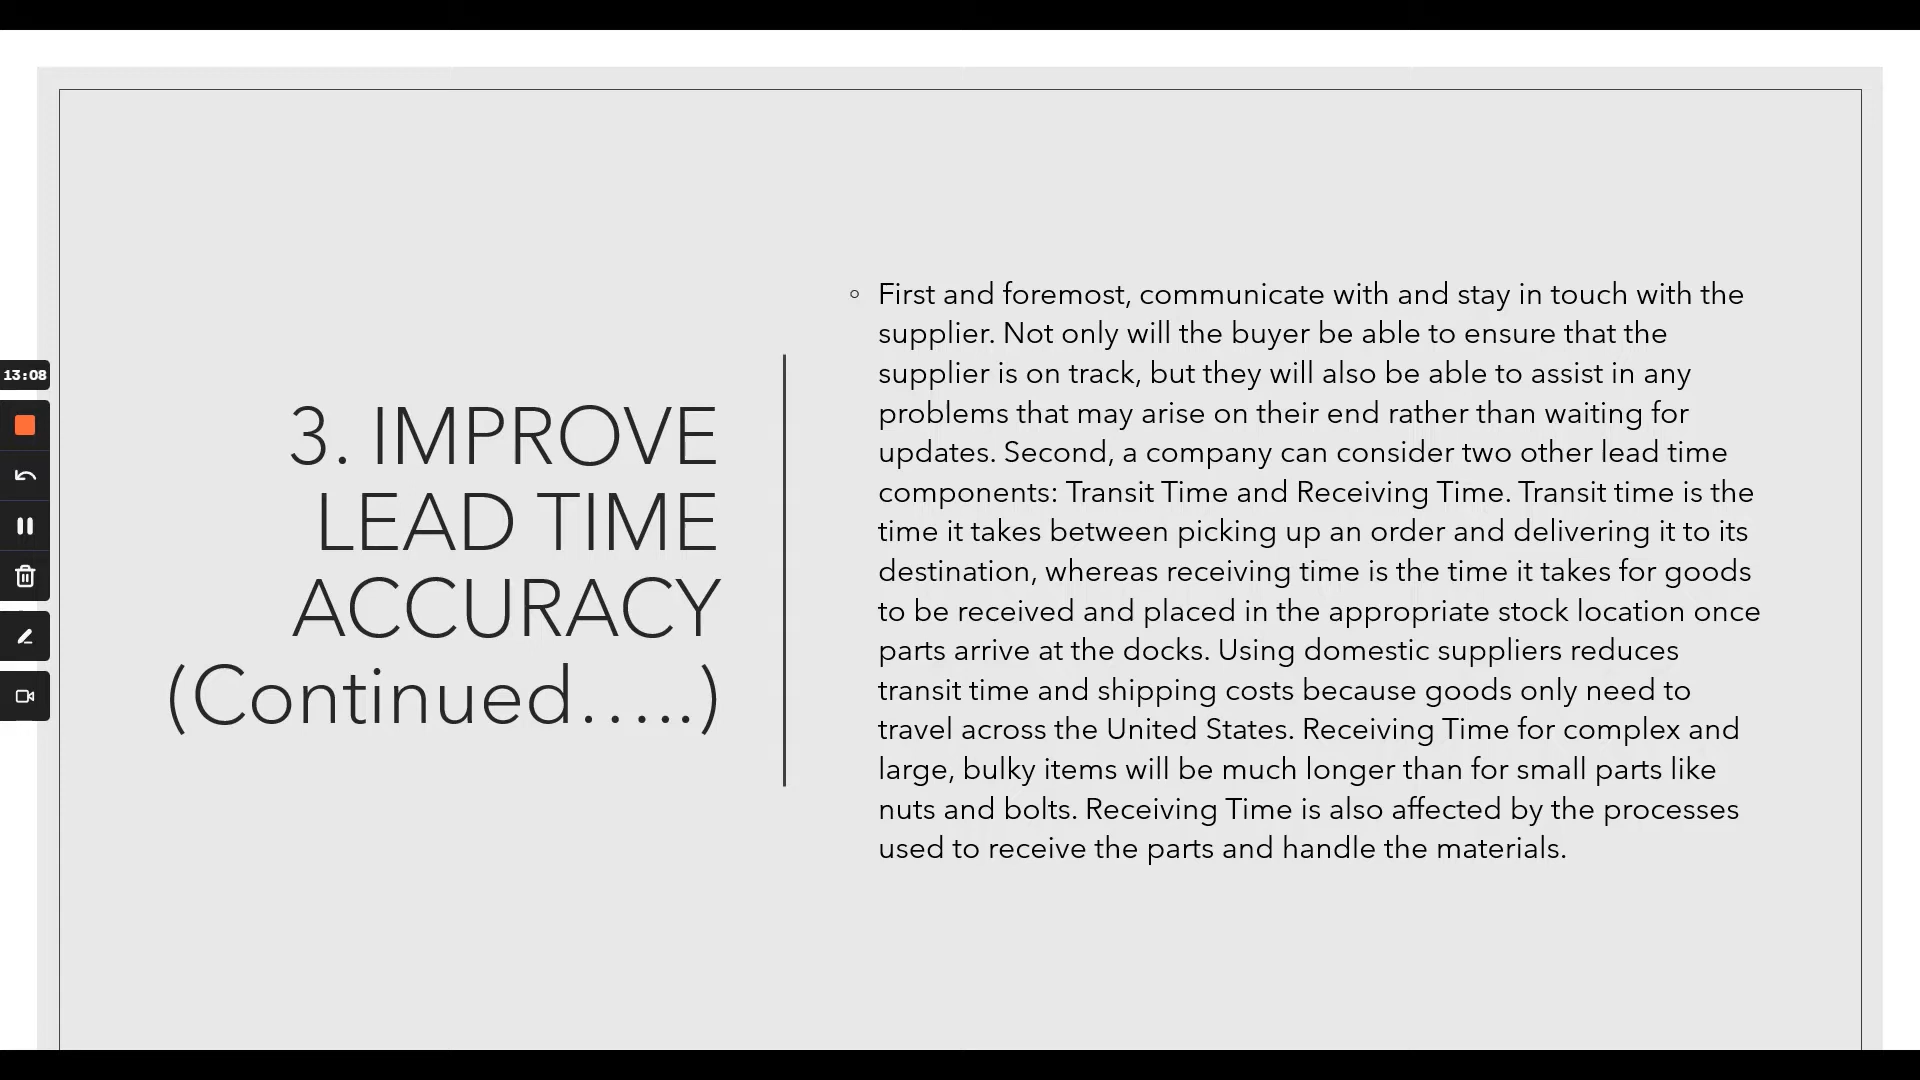 13:08
3. IMPROVE
LEAD TIME
ACCURACY
(Continued…..)
◦ First and foremost, communicate with and stay in touch with the
supplier. Not only will the buyer be able to ensure that the
supplier is on track, but they will also be able to assist in any
problems that may arise on their end rather than waiting for
updates. Second, a company can consider two other lead time
components: Transit Time and Receiving Time. Transit time is the
time it takes between picking up an order and delivering it to its
destination, whereas receiving time is the time it takes for goods
to be received and placed in the appropriate stock location once
parts arrive at the docks. Using domestic suppliers reduces
transit time and shipping costs because goods only need to
travel across the United States. Receiving Time for complex and
large, bulky items will be much longer than for small parts like
nuts and bolts. Receiving Time is also affected by the processes
used to receive the parts and handle the materials.